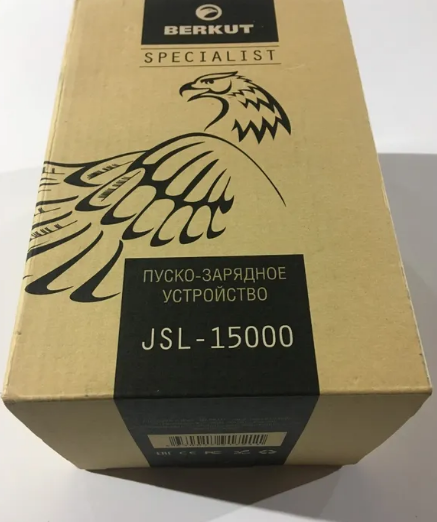 BERKUT
SPECIALIST
ПУСКО-ЗАРЯДНОЕ
УСТРОЙСТВО
JSL-15000